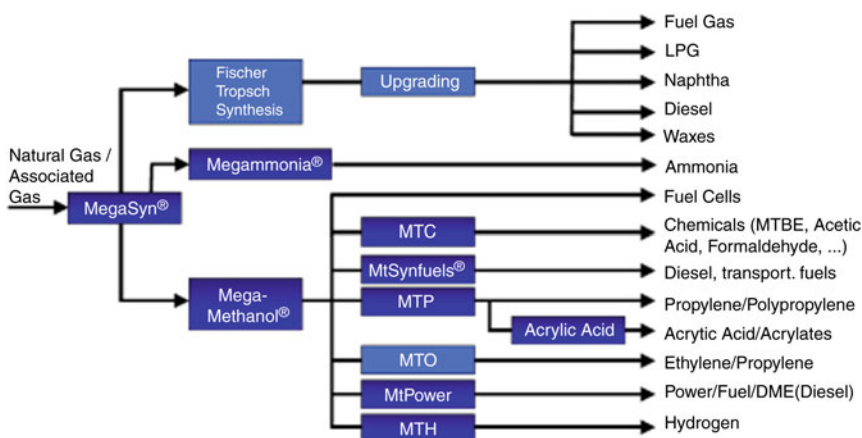 Fuel Gas
LPG
Fischer
Tropsch
Synthesis
Upgrading
Naphtha
Diesel
Waxes
Natural Gas /
Associated
Gas
Megammonia®
Ammonia
MegaSyn®
Fuel Cells
MTC
Chemicals (MTBE, Acetic
Acid, Formaldehyde, ...)
MtSynfuels®
Diesel, transport. fuels
Mega-
Methanol®
MTP
Propylene/Polypropylene
Acrylic Acid
Acrytic Acid/Acrylates
MTO
Ethylene/Propylene
MtPower
Power/Fuel/DME(Diesel)
MTH
Hydrogen